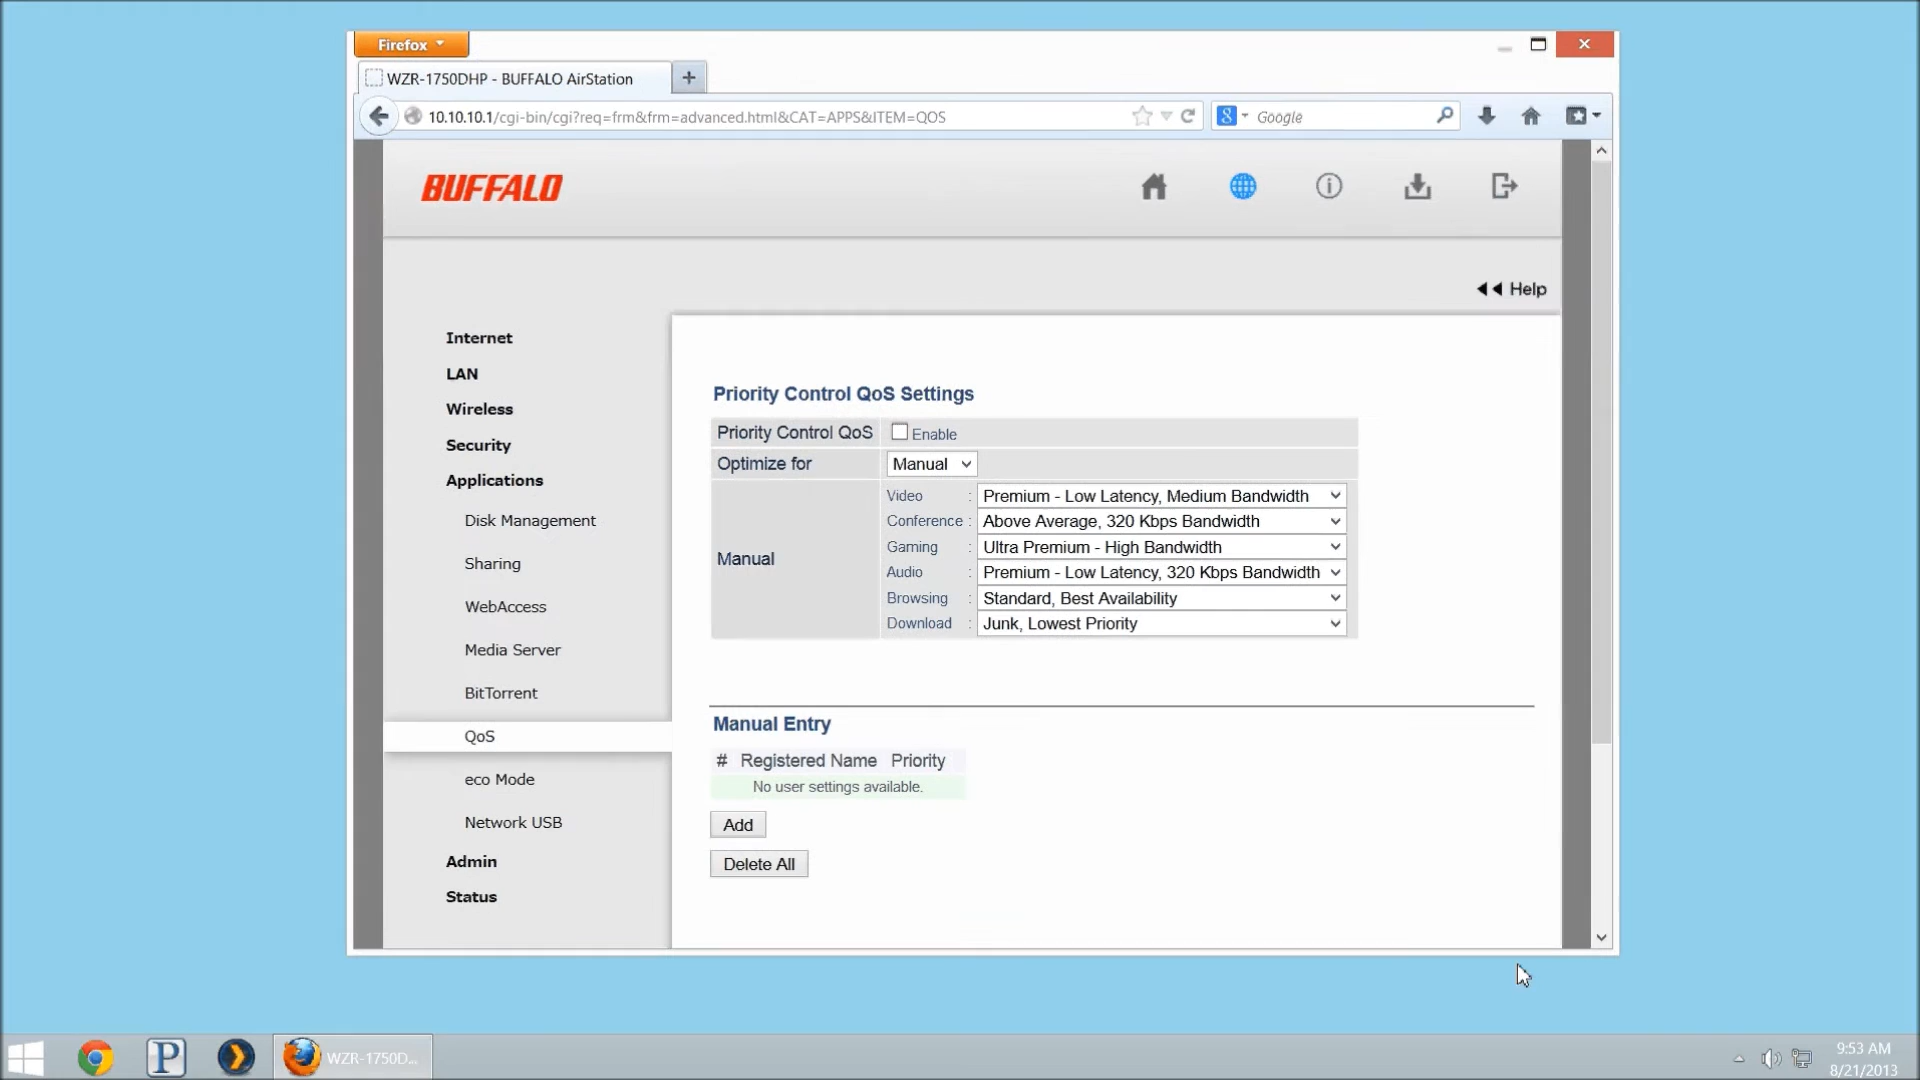 Firefox
WZR-1750DHP - BUFFALO AirStation
10.10.10.1/cgi-bin/cgi?req=frm&frm=advanced.html&CAT=APPS&ITEM=QOS
8
Google
BUFFALO
Help
Internet
LAN
Wireless
Security
Applications
Disk Management
Sharing
WebAccess
Media Server
BitTorrent
QoS
eco Mode
Network USB
Admin
Status
Priority Control QoS Settings
Priority Control QoS Enable
Optimize for Manual
Manual
Video : Premium - Low Latency, Medium Bandwidth
Conference : Above Average, 320 Kbps Bandwidth
Gaming : Ultra Premium - High Bandwidth
Audio : Premium - Low Latency, 320 Kbps Bandwidth
Browsing : Standard, Best Availability
Download : Junk, Lowest Priority
Manual Entry
# Registered Name Priority
No user settings available.
Add
Delete All
P
WZR-1750D...
9:53 AM
8/21/2013